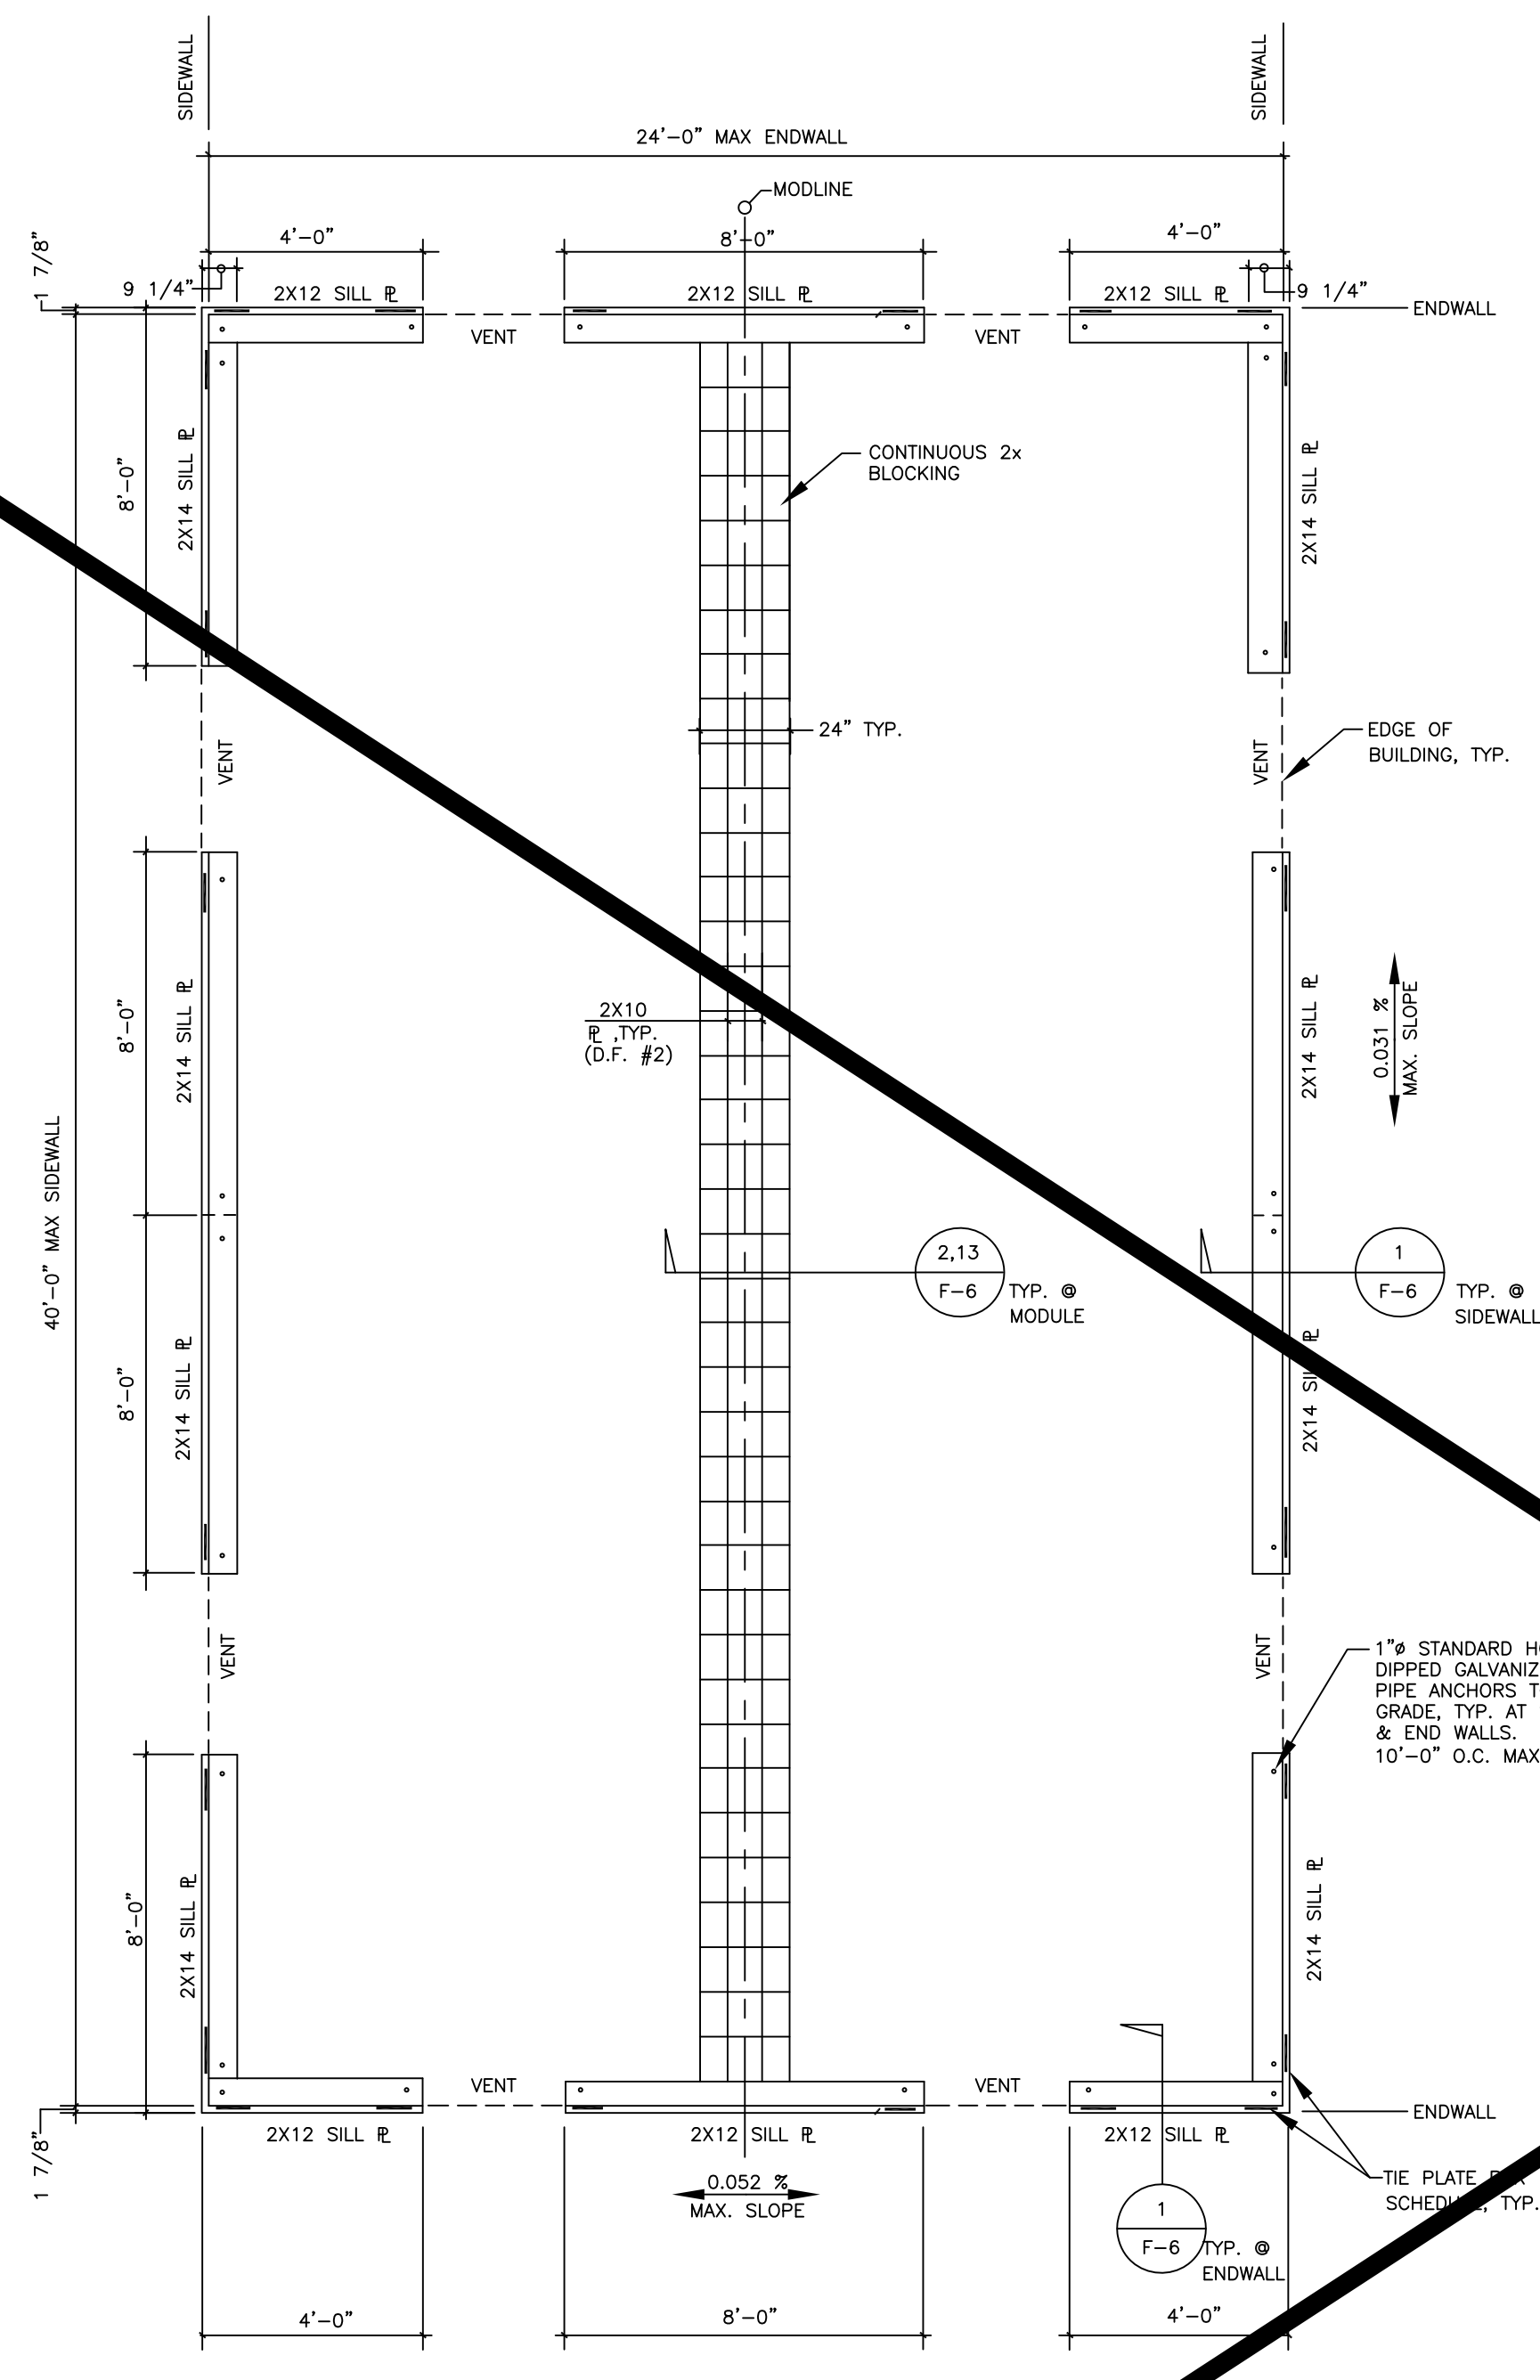 SIDEWALL
SIDEWALL
24'-0" MAX ENDWALL
MODLINE
4'-0"
8'-0"
4'-0"
1 7/8"
9 1/4"
9 1/4"
2X12 SILL PL
2X12 SILL PL
2X12 SILL PL
ENDWALL
VENT
VENT
CONTINUOUS 2x
BLOCKING
8'-0"
2X14 SILL PL
2X14 SILL PL
24" TYP.
EDGE OF
BUILDING, TYP.
VENT
VENT
8'-0"
2X14 SILL PL
2X10
PL ,TYP.
(D.F. #2)
2X14 SILL PL
0.031 %
MAX. SLOPE
40'-0" MAX SIDEWALL
2,13
F-6
TYP. @
MODULE
1
F-6
TYP. @
SIDEWALL
8'-0"
2X14 SILL PL
2X14 SILL PL
VENT
VENT
1"ø STANDARD HO
DIPPED GALVANIZ
PIPE ANCHORS T
GRADE, TYP. AT
& END WALLS.
10'-0" O.C. MAX
8'-0"
2X14 SILL PL
2X14 SILL PL
VENT
VENT
1 7/8"
2X12 SILL PL
2X12 SILL PL
2X12 SILL PL
ENDWALL
0.052 %
MAX. SLOPE
TIE PLATE
TYP.
1
F-6
TYP. @
ENDWALL
4'-0"
8'-0"
4'-0"